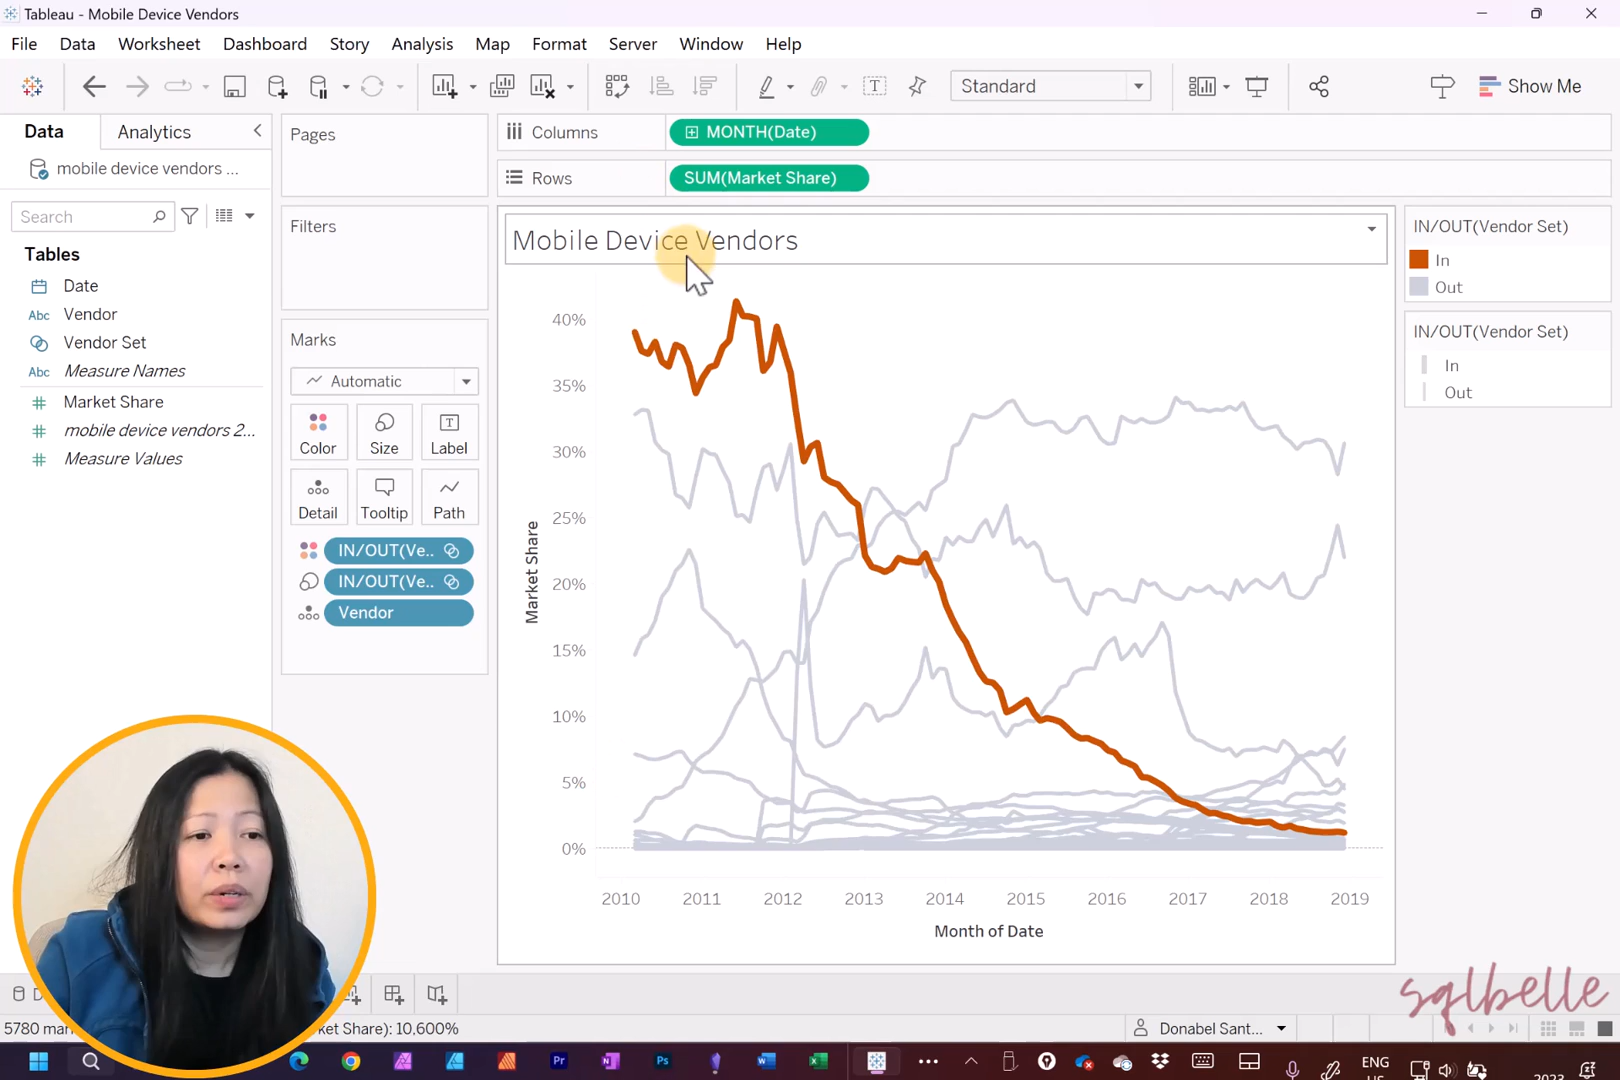 Tableau - Mobile Device Vendors
File Data Worksheet Dashboard Story Analysis Map Format Server Window Help
Standard
Show Me
Data Analytics
mobile device vendors ...
Search
Tables
Date
Abc Vendor
Vendor Set
Abc Measure Names
Market Share
mobile device vendors 2...
Measure Values
Pages
Filters
Marks
Automatic
Color Size Label
Detail Tooltip Path
IN/OUT(Ve..
IN/OUT(Ve..
Vendor
Columns MONTH(Date)
Rows SUM(Market Share)
Mobile Device Vendors
40%
35%
30%
25%
20%
15%
10%
5%
0%
Market Share
2010 2011 2012 2013 2014 2015 2016 2017 2018 2019
Month of Date
IN/OUT(Vendor Set)
In
Out
IN/OUT(Vendor Set)
In
Out
sqlbelle
5780 mar
Market Share): 10,600%
Donabel Sant...
ENG